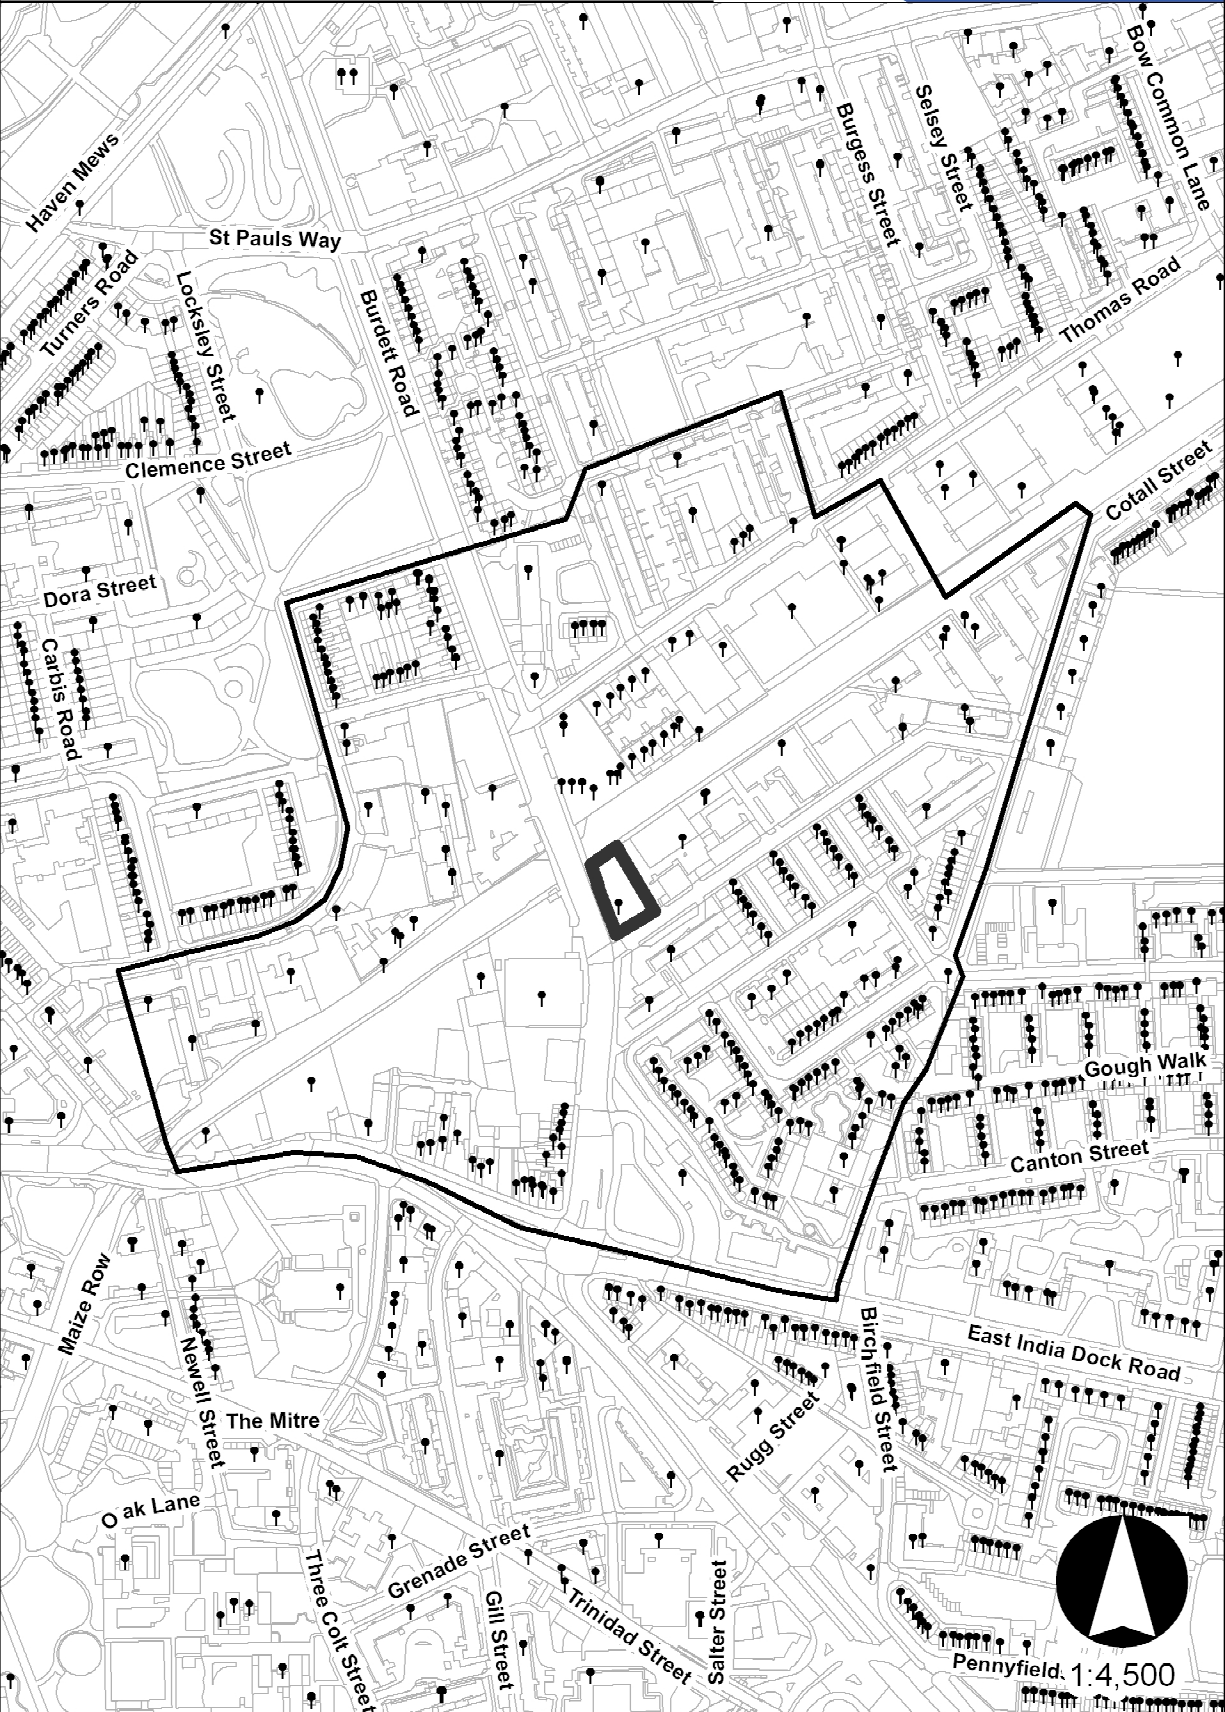 Bow Common Lane
Selsey Street
Burgess Street
Haven Mews
St Pauls Way
Turners Road
Locksley Street
Burdett Road
Thomas Road
Clemence Street
Cotall Street
Dora Street
Carbis Road
Gough Walk
Canton Street
Maize Row
Newell Street
Birchfield Street
East India Dock Road
The Mitre
Rugg Street
Oak Lane
Grenade Street
Three Colt Street
Gill Street
Trinidad Street
Salter Street
Pennyfields
1:4,500